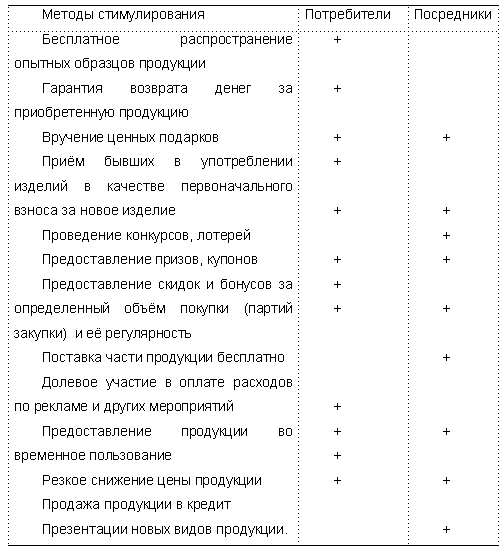 Методы стимулирования Потребители Посредники
Бесплатное распространение +
опытных образцов продукции
Гарантия возврата денег за +
приобретенную продукцию
Вручение ценных подарков + +
Приём бывших в употреблении +
изделий в качестве первоначального
взноса за новое изделие + +
Проведение конкурсов, лотерей +
Предоставление призов, купонов + +
Предоставление скидок и бонусов за +
определенный объём покупки (партий + +
закупки) и её регулярность
Поставка части продукции бесплатно +
Долевое участие в оплате расходов
по рекламе и других мероприятий +
Предоставление продукции во + +
временное пользование +
Резкое снижение цены продукции + +
Продажа продукции в кредит
Презентации новых видов продукции. +